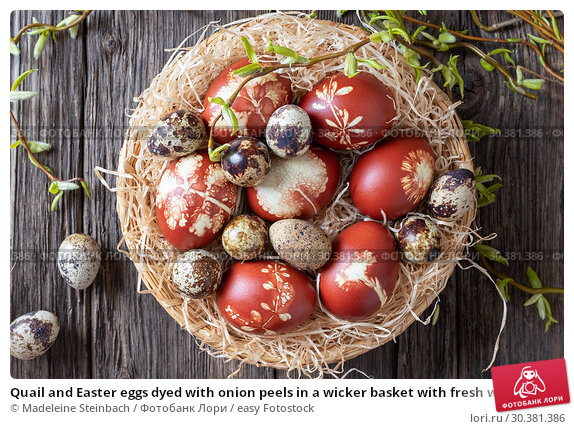 Quail and Easter eggs dyed with onion peels in a wicker basket with fresh
© Madeleine Steinbach / Фотобанк Лори / easy Fotostock
ФОТОБАНК ЛОРИ
lori.ru/30.381.386